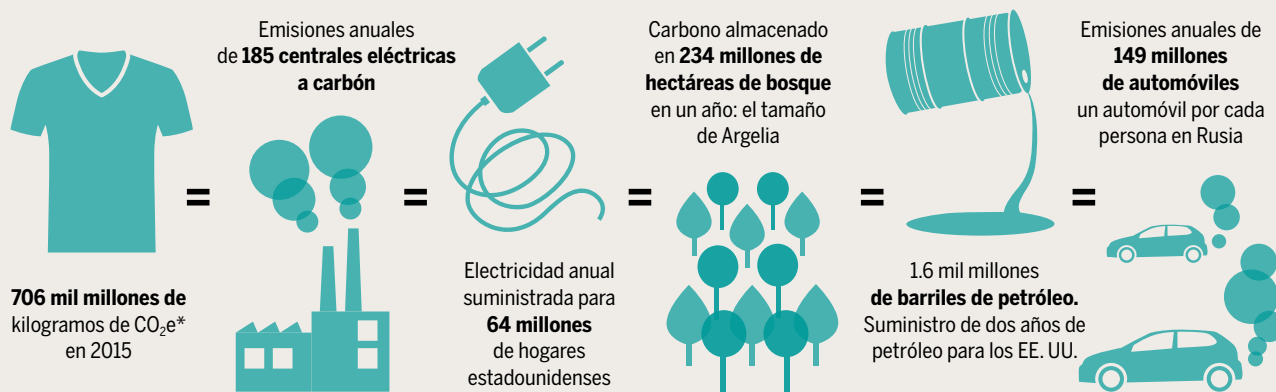 706 mil millones de
kilogramos de CO₂e*
en 2015
=
Emisiones anuales
de 185 centrales eléctricas
a carbón
=
Electricidad anual
suministrada para
64 millones
de hogares
estadounidenses
=
Carbono almacenado
en 234 millones de
hectáreas de bosque
en un año: el tamaño
de Argelia
=
1.6 mil millones
de barriles de petróleo.
Suministro de dos años de
petróleo para los EE. UU.
=
Emisiones anuales de
149 millones
de automóviles
un automóvil por cada
persona en Rusia